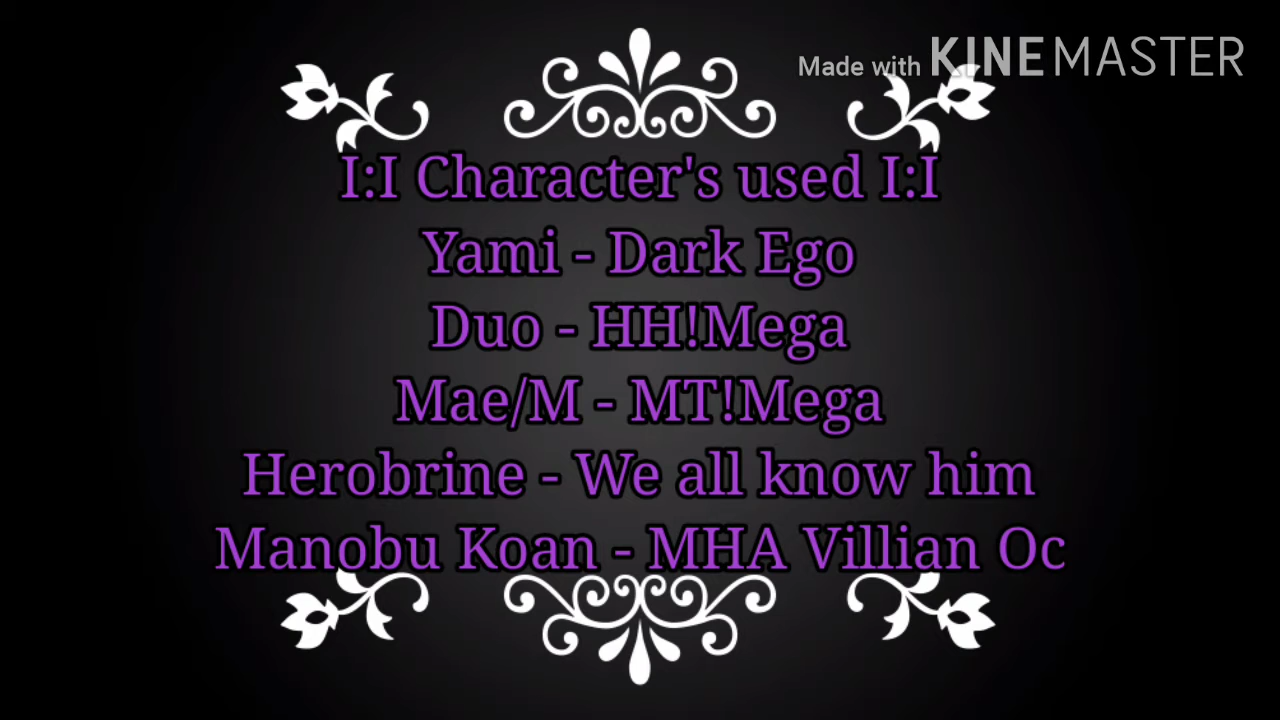 Made with KINEMASTER
I:I Character's used I:I
Yami - Dark Ego
Duo - HH!Mega
Mae/M - MT!Mega
Herobrine - We all know him
Manobu Koan - MHA Villian Oc